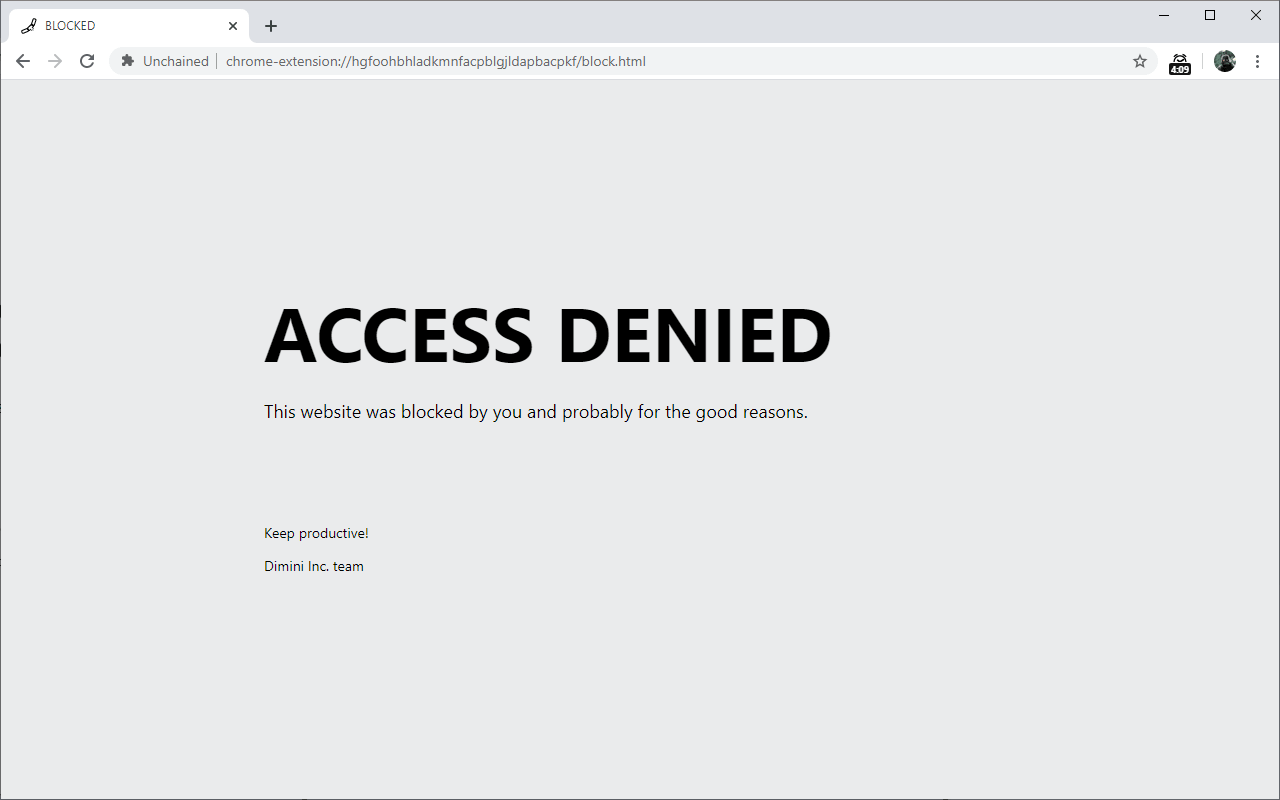 BLOCKED
Unchained
chrome-extension://hgfoohbhladkmnfacpblgjldapbacpkf/block.html
4:09
ACCESS DENIED
This website was blocked by you and probably for the good reasons.
Keep productive!
Dimini Inc. team